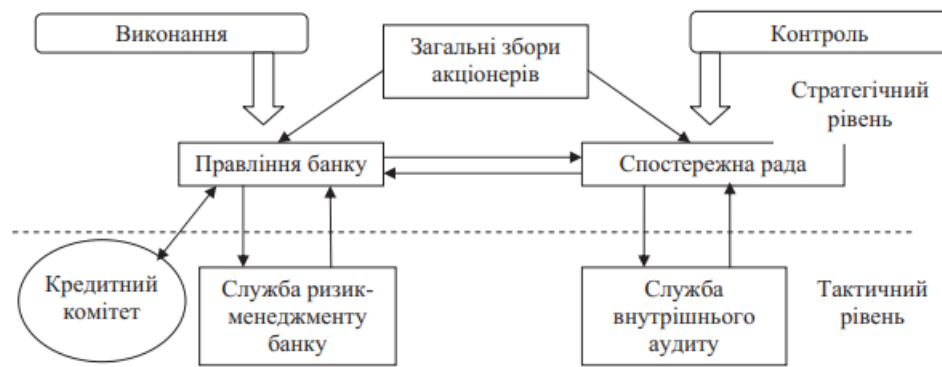 Виконання
Загальні збори
акціонерів
Контроль
Стратегічний
рівень
Правління банку
Спостережна рада
Кредитний
комітет
Служба ризик-
менеджменту
банку
Служба
внутрішнього
аудиту
Тактичний
рівень